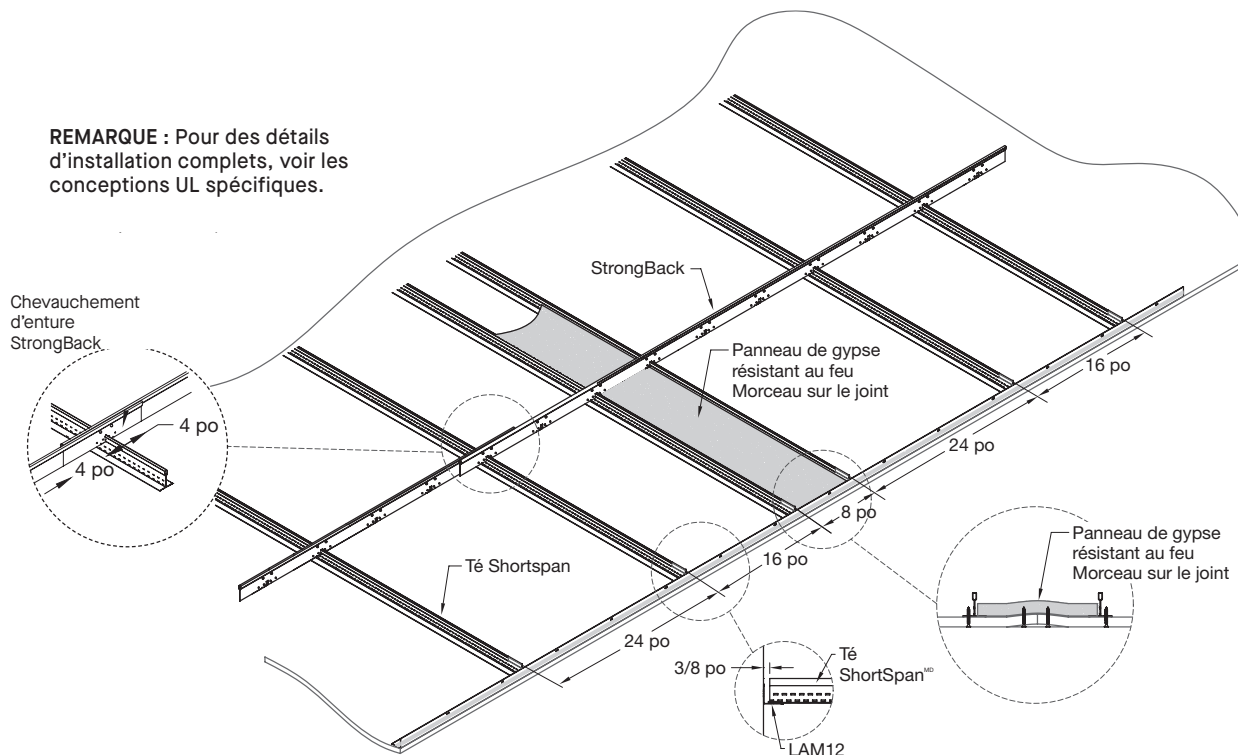 REMARQUE : Pour des détails
d'installation complets, voir les
conceptions UL spécifiques.
Chevauchement
d'enture
StrongBack
4 po
4 po
StrongBack
Panneau de gypse
résistant au feu
Morceau sur le joint
16 po
24 po
8 po
16 po
24 po
Té Shortspan
Panneau de gypse
résistant au feu
Morceau sur le joint
3/8 po
Té
ShortSpanMD
LAM12